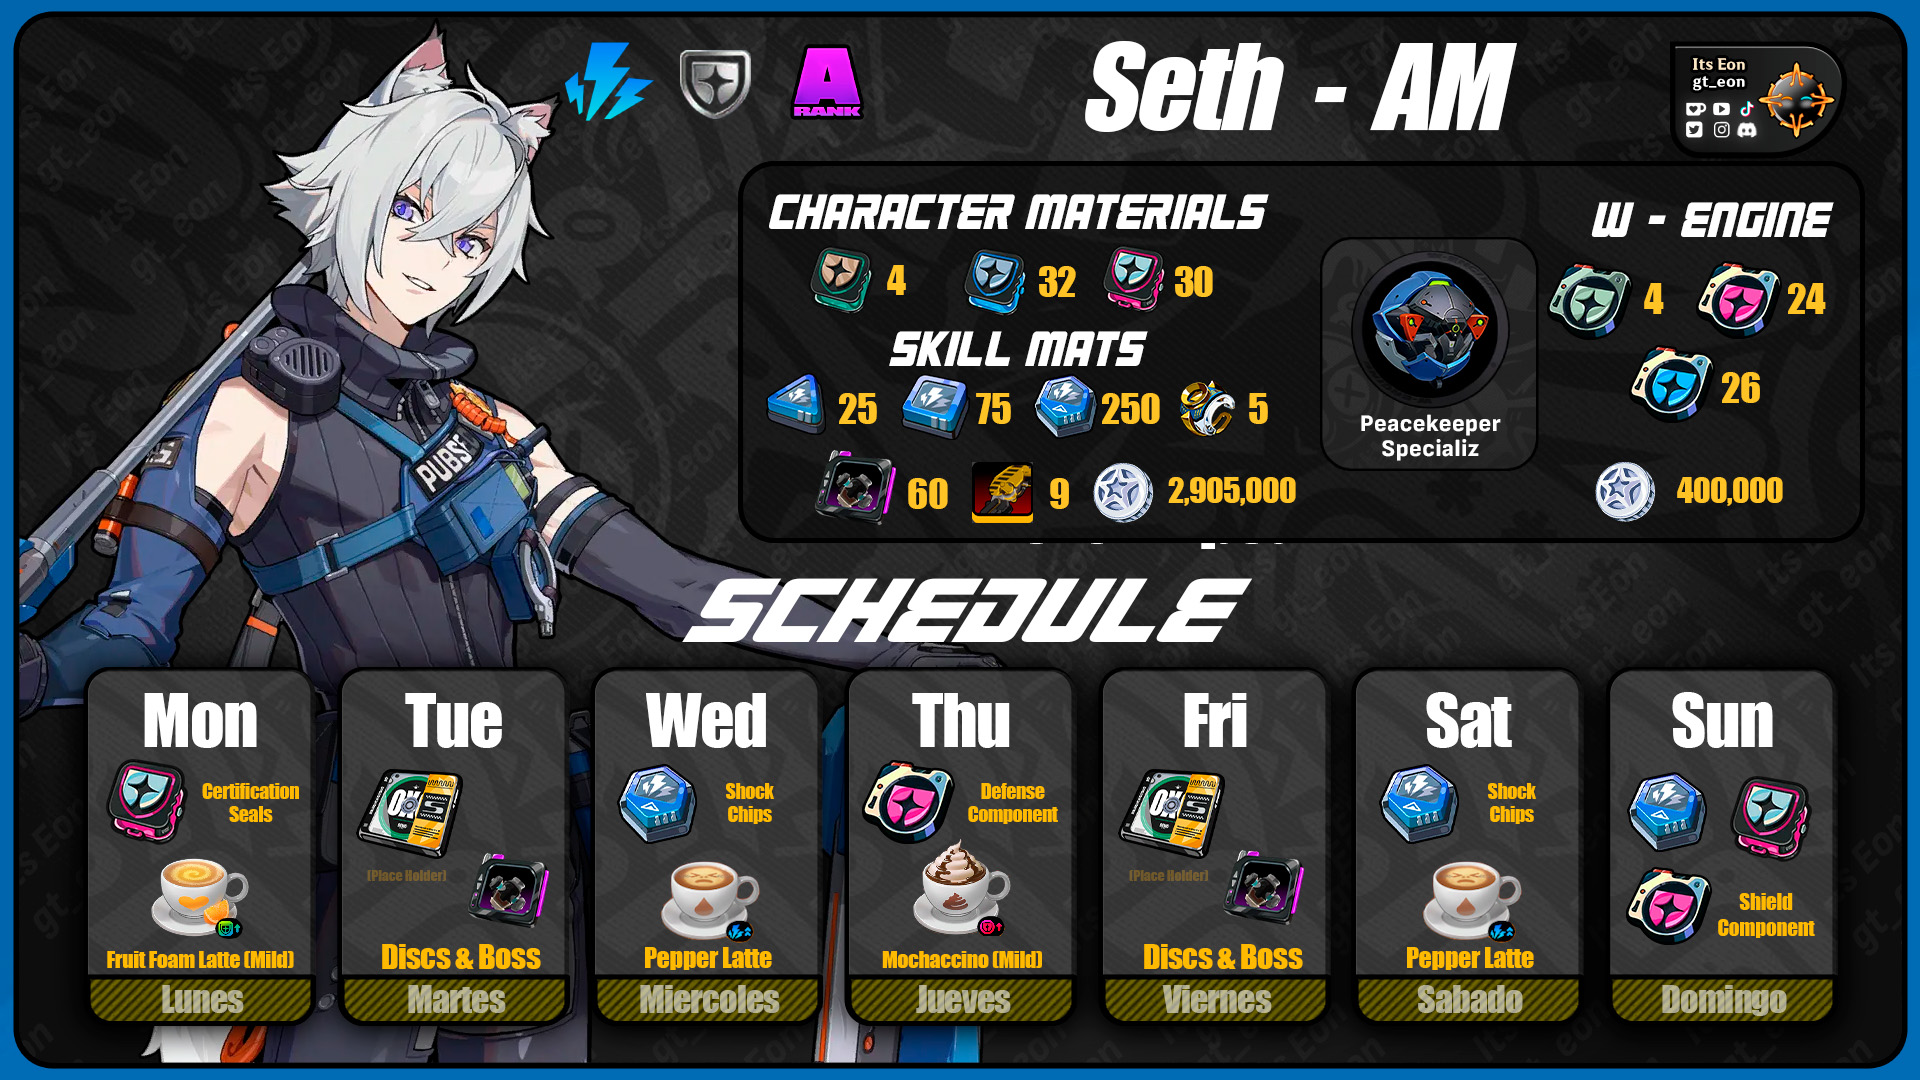 Seth - AM
Its Eon
gt_eon
A
RANK
CHARACTER MATERIALS
4
32
30
SKILL MATS
25
75
250
5
60
9
2,905,000
Peacekeeper
Specializ
W - ENGINE
4
24
26
400,000
PUBSE
SCHEDULE
Mon
Certification
Seals
Fruit Foam Latte (Mild)
Lunes
Tue
[Place Holder]
Discs & Boss
Martes
Wed
Shock
Chips
Pepper Latte
Miercoles
Thu
Defense
Component
Mochaccino (Mild)
Jueves
Fri
[Place Holder]
Discs & Boss
Viernes
Sat
Shock
Chips
Pepper Latte
Sabado
Sun
Shield
Component
Domingo